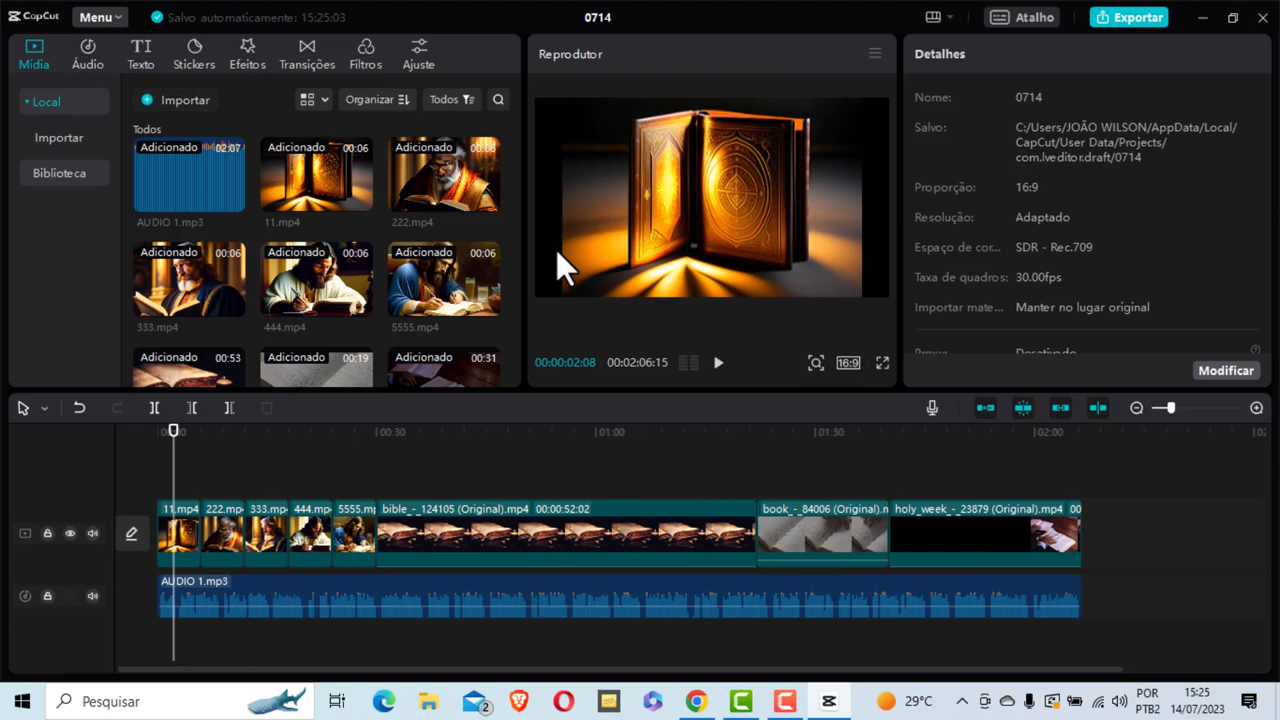 CapCut
Menu
Salvo automaticamente: 15:25:03
0714
Atalho
Exportar
Mídia
Áudio
Texto
Stickers
Efeitos
Transições
Filtros
Ajuste
Local
Importar
Biblioteca
Importar
Organizar
Todos
Todos
Adicionado 02:07
AUDIO 1.mp3
Adicionado 00:06
11.mp4
Adicionado 00:06
222.mp4
Adicionado 00:06
333.mp4
Adicionado 00:06
444.mp4
Adicionado 00:06
5555.mp4
Adicionado 00:53
Adicionado 00:19
Adicionado 00:31
Reprodutor
00:00:02:08
00:02:06:15
16:9
Detalhes
Nome: 0714
Salvo: C:/Users/JOÃO WILSON/AppData/Local/
CapCut/User Data/Projects/
com.lveditor.draft/0714
Proporção: 16:9
Resolução: Adaptado
Espaço de cor... SDR - Rec.709
Taxa de quadros: 30.00fps
Importar mate... Manter no lugar original
Proxy: Desativado
Modificar
00:30
01:00
01:30
02:00
11.mp4
222.mp
333.mp
444.mp
5555.m
bible_-_124105 (Original).mp4 00:00:52:02
book_-_84006 (Original).n
holy_week_-_23879 (Original).mp4 00
AUDIO 1.mp3
Pesquisar
2
29°C
POR
PTB2
15:25
14/07/2023